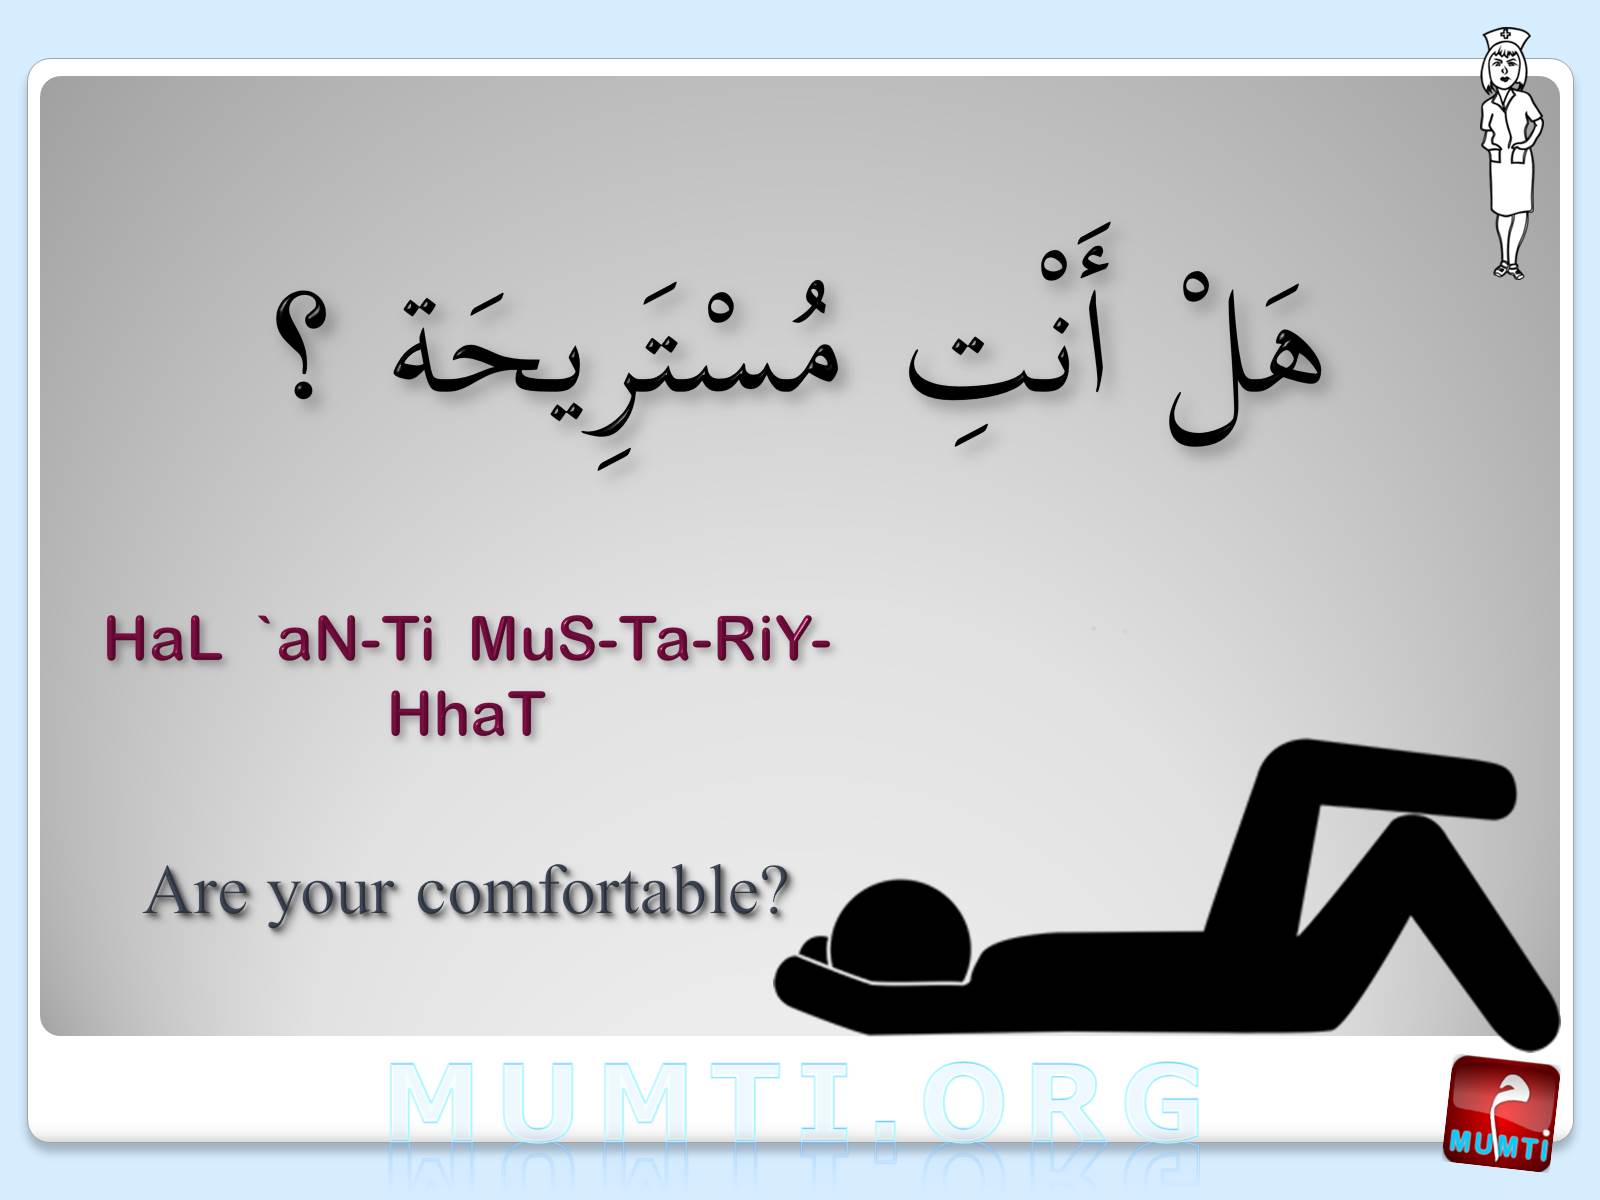 هَلْ أَنْتِ مُسْتَرِيحَة ؟
HaL `aN-Ti MuS-Ta-RiY-
HhaT
Are your comfortable?
MUMTI.ORG
م
MUMTi